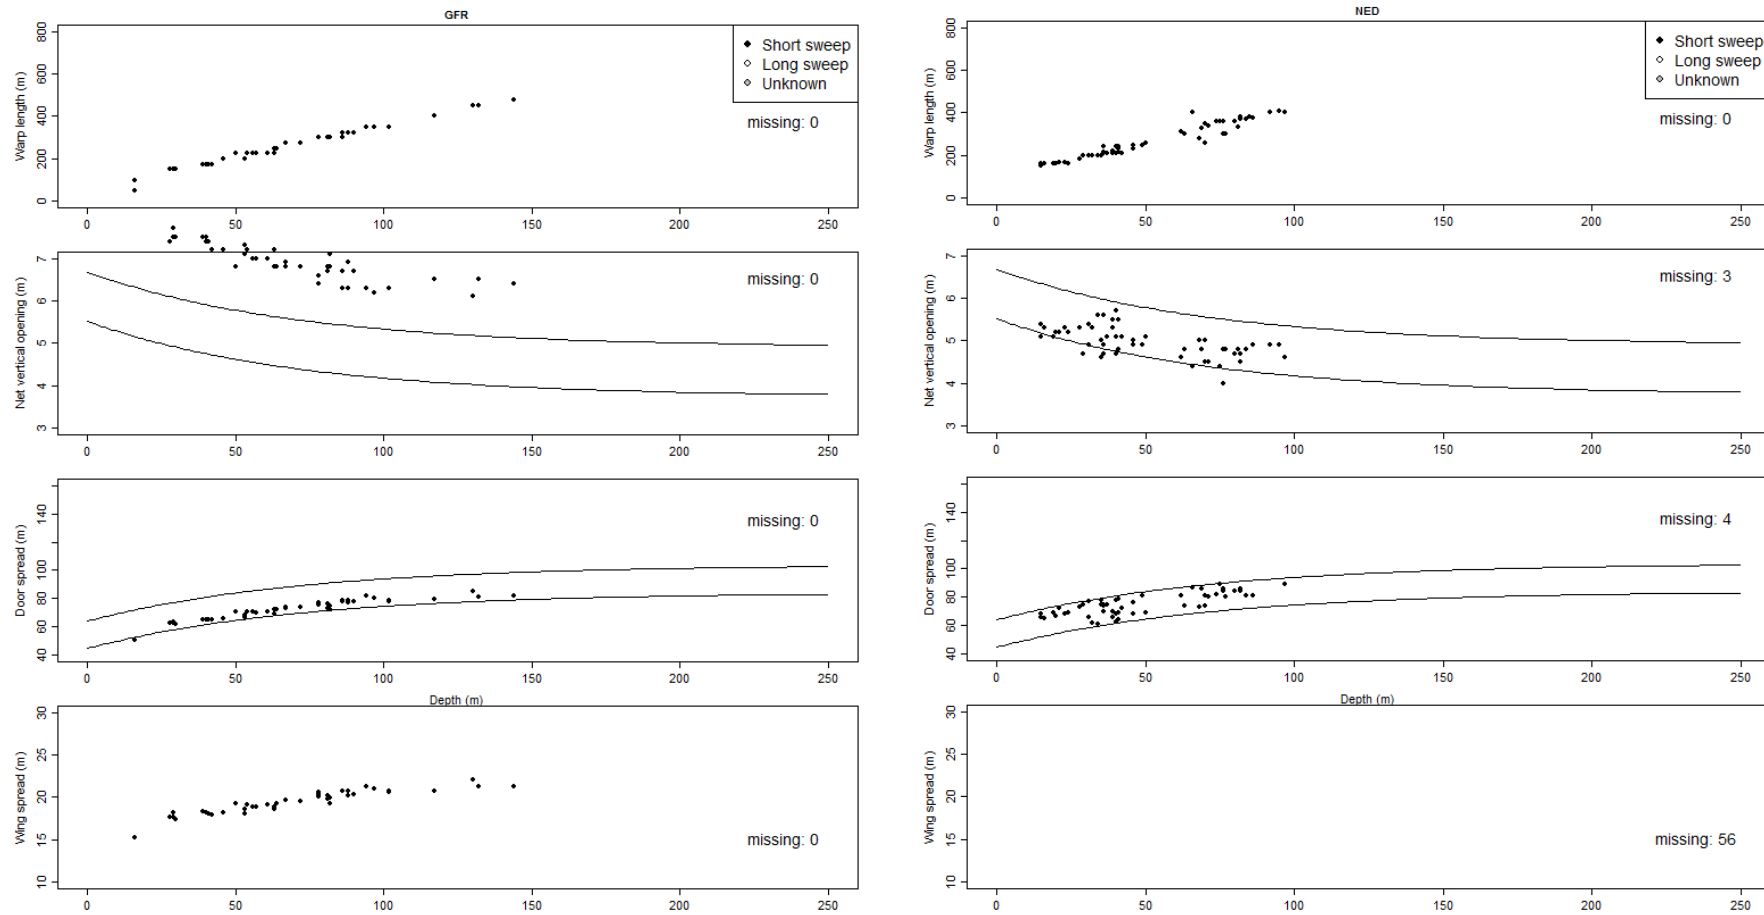 GFR
Warp length (m)
800
600
400
200
0
Short sweep
Long sweep
Unknown
missing: 0
0 50 100 150 200 250
Net vertical opening (m)
7
6
5
4
3
missing: 0
0 50 100 150 200 250
Door spread (m)
140
100
80
60
40
missing: 0
0 50 100 150 200 250
Depth (m)
Wing spread (m)
30
25
20
15
10
missing: 0
0 50 100 150 200 250
NED
Warp length (m)
800
600
400
200
0
Short sweep
Long sweep
Unknown
missing: 0
0 50 100 150 200 250
Net vertical opening (m)
7
6
5
4
3
missing: 3
0 50 100 150 200 250
Door spread (m)
140
100
80
60
40
missing: 4
0 50 100 150 200 250
Depth (m)
Wing spread (m)
30
25
20
15
10
missing: 56
0 50 100 150 200 250